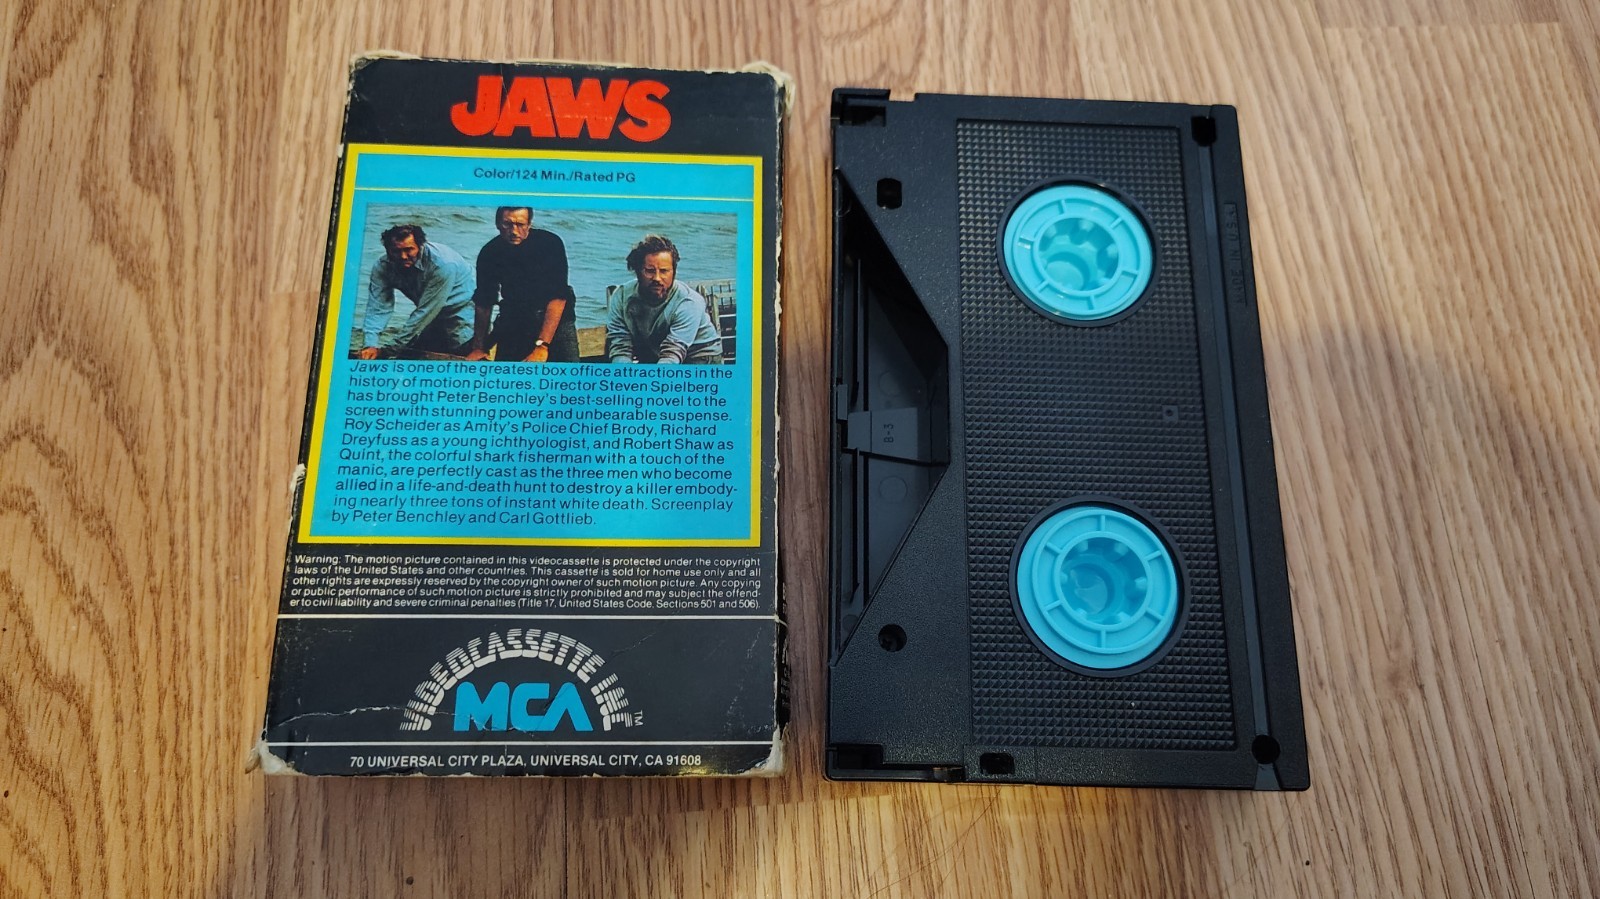 JAWS
Color/124 Min./Rated PG
Jaws is one of the greatest box office attractions in the
history of motion pictures. Director Steven Spielberg
has brought Peter Benchley's best-selling novel to the
screen with stunning power and unbearable suspense.
Roy Scheider as Amity's Police Chief Brody, Richard
Dreyfuss as a young ichthyologist, and Robert Shaw as
Quint, the colorful shark fisherman with a touch of the
manic, are perfectly cast as the three men who become
allied in a life-and-death hunt to destroy a killer embody-
ing nearly three tons of instant white death. Screenplay
by Peter Benchley and Carl Gottlieb.
Warning: The motion picture contained in this videocassette is protected under the copyright
laws of the United States and other countries. This cassette is sold for home use only and all
other rights are expressly reserved by the copyright owner of such motion picture. Any copying
or public performance of such motion picture is strictly prohibited and may subject the offend-
er to civil liability and severe criminal penalties (Title 17, United States Code, Sections 501 and 506).
VIDEOCASSETTE INC.
TM
MCA
70 UNIVERSAL CITY PLAZA, UNIVERSAL CITY, CA 91608
8-3
MADE IN U.S.A.